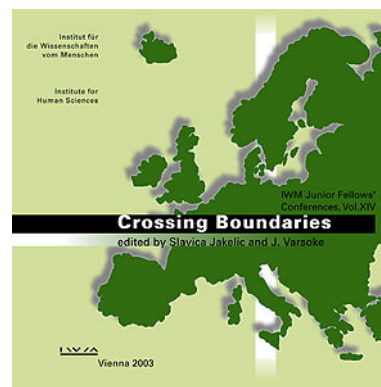 Institut für
die Wissenschaften
vom Menschen
Institute for
Human Sciences
IWM Junior Fellows'
Conferences, Vol.XIV
Crossing Boundaries
edited by Slavica Jakelic and J. Varsoke
IWM
Vienna 2003